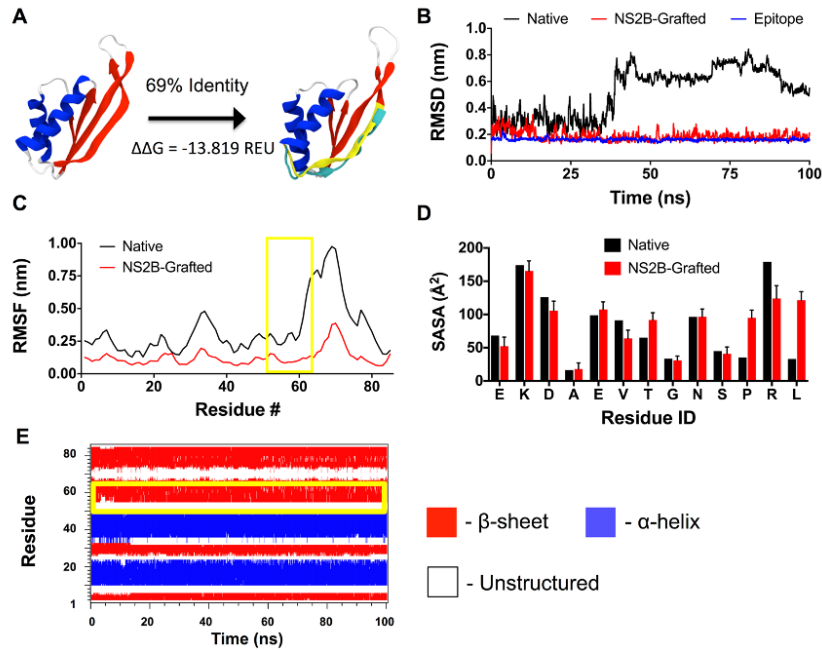 A
69% Identity
ΔΔG = -13.819 REU
B
Native
NS2B-Grafted
Epitope
RMSD (nm)
1.0
0.8
0.6
0.4
0.2
0.0
0
25
50
75
100
Time (ns)
C
Native
NS2B-Grafted
RMSF (nm)
1.00
0.75
0.50
0.25
0.00
0
20
40
60
80
Residue #
D
Native
NS2B-Grafted
SASA (Å²)
200
150
100
50
0
E K D A E V T G N S P R L
Residue ID
E
Residue
80
60
40
20
1
0
20
40
60
80
100
Time (ns)
- β-sheet
- α-helix
- Unstructured